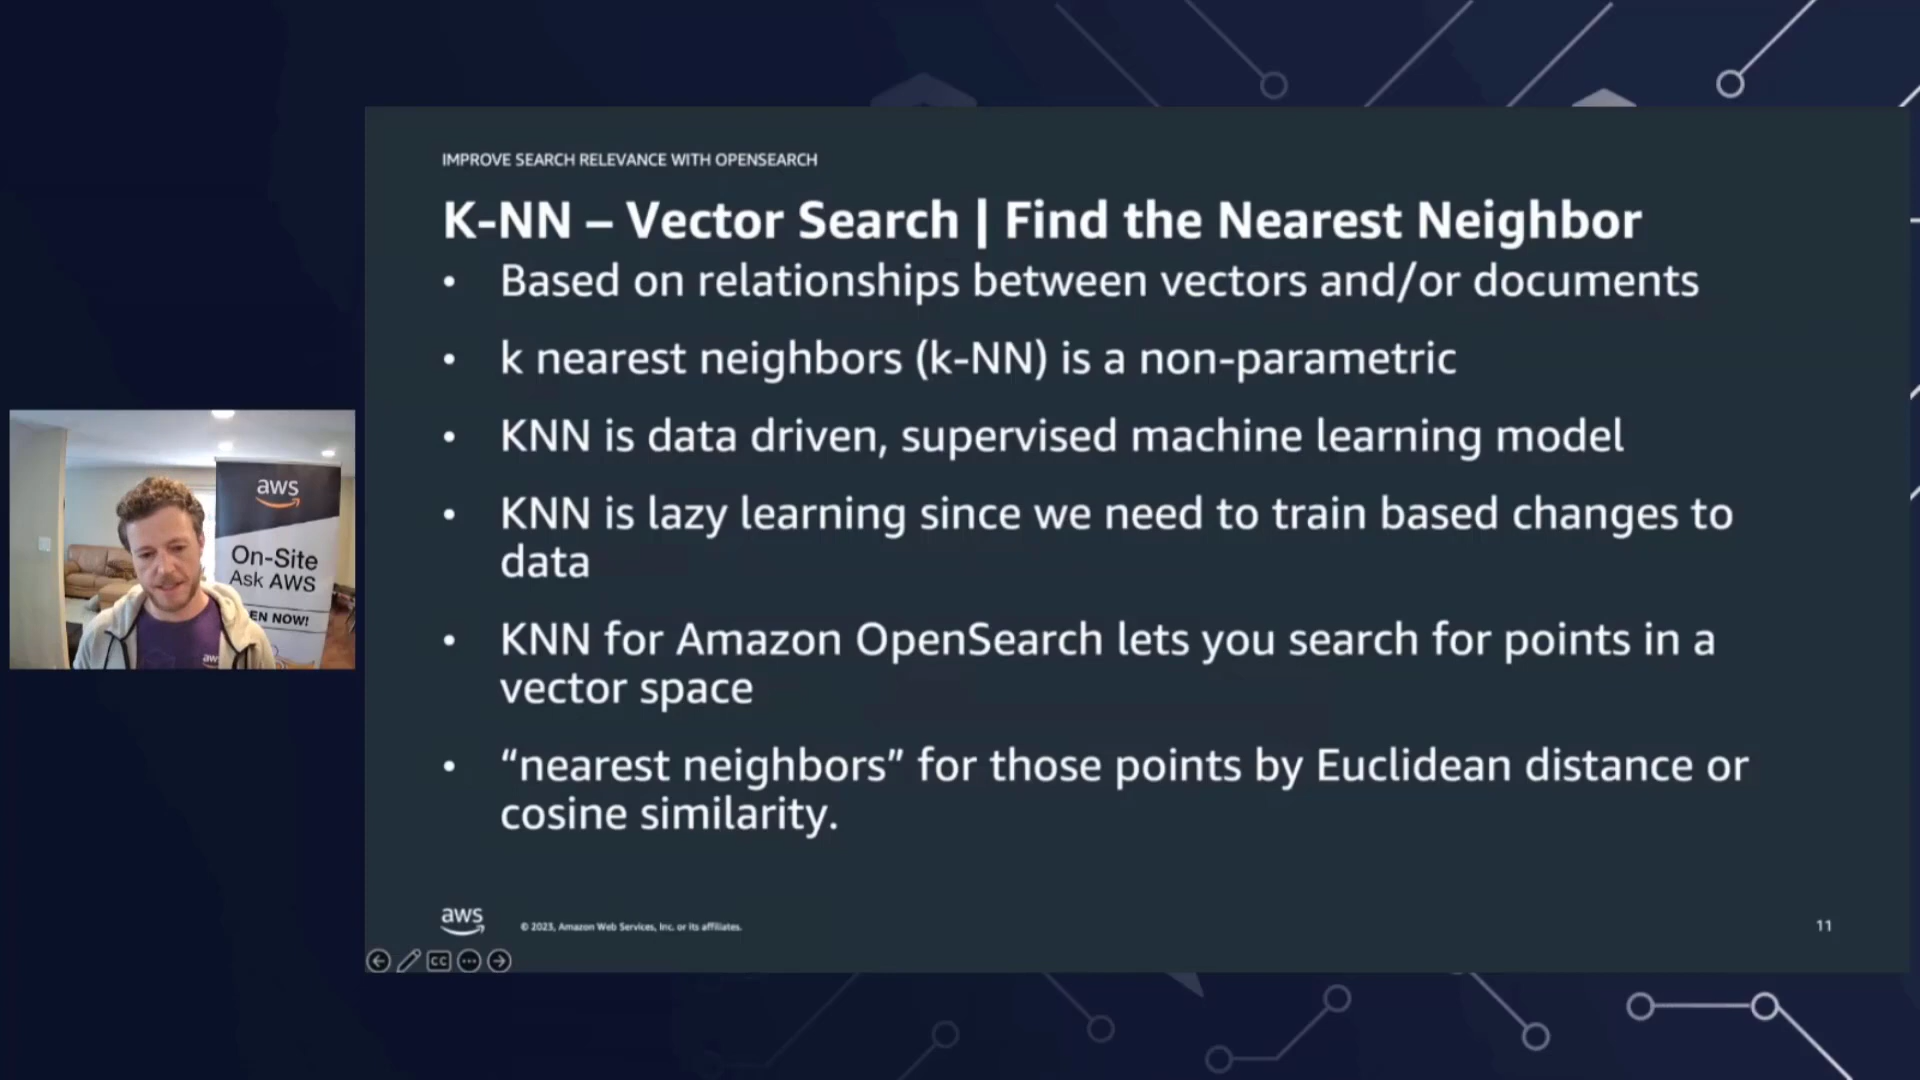 IMPROVE SEARCH RELEVANCE WITH OPENSEARCH
K-NN – Vector Search | Find the Nearest Neighbor
• Based on relationships between vectors and/or documents
• k nearest neighbors (k-NN) is a non-parametric
• KNN is data driven, supervised machine learning model
• KNN is lazy learning since we need to train based changes to
data
• KNN for Amazon OpenSearch lets you search for points in a
vector space
• “nearest neighbors” for those points by Euclidean distance or
cosine similarity.
aws
© 2023, Amazon Web Services, Inc. or its affiliates.
11
CC
aws
On-Site
Ask AWS
EN NOW!
aw